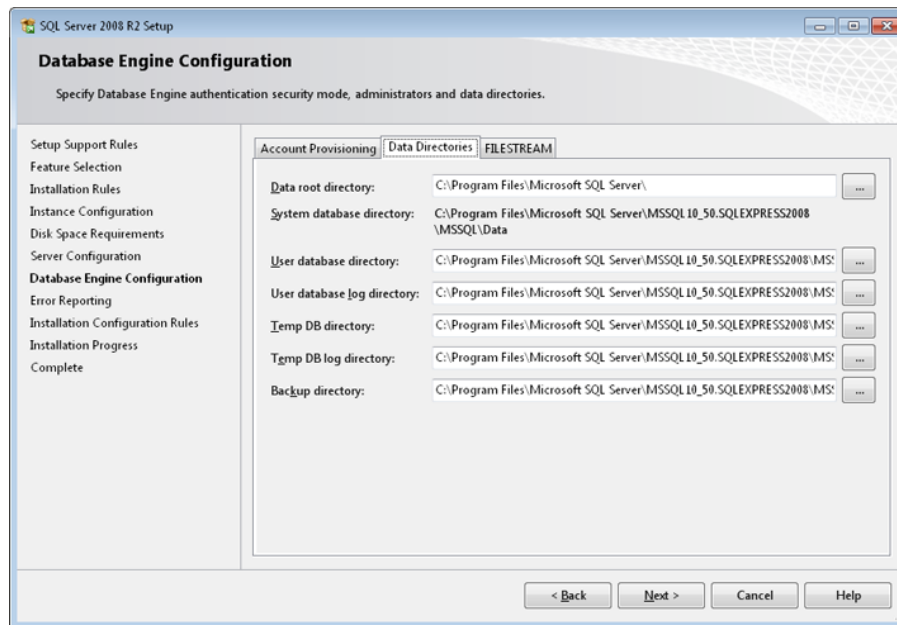 SQL Server 2008 R2 Setup
Database Engine Configuration
Specify Database Engine authentication security mode, administrators and data directories.
Setup Support Rules
Feature Selection
Installation Rules
Instance Configuration
Disk Space Requirements
Server Configuration
Database Engine Configuration
Error Reporting
Installation Configuration Rules
Installation Progress
Complete
Account Provisioning Data Directories FILESTREAM
Data root directory: C:\Program Files\Microsoft SQL Server\ ...
System database directory: C:\Program Files\Microsoft SQL Server\MSSQL10_50.SQLEXPRESS2008
\MSSQL\Data
User database directory: C:\Program Files\Microsoft SQL Server\MSSQL10_50.SQLEXPRESS2008\MS ...
User database log directory: C:\Program Files\Microsoft SQL Server\MSSQL10_50.SQLEXPRESS2008\MS ...
Temp DB directory: C:\Program Files\Microsoft SQL Server\MSSQL10_50.SQLEXPRESS2008\MS ...
Temp DB log directory: C:\Program Files\Microsoft SQL Server\MSSQL10_50.SQLEXPRESS2008\MS ...
Backup directory: C:\Program Files\Microsoft SQL Server\MSSQL10_50.SQLEXPRESS2008\MS ...
< Back Next > Cancel Help